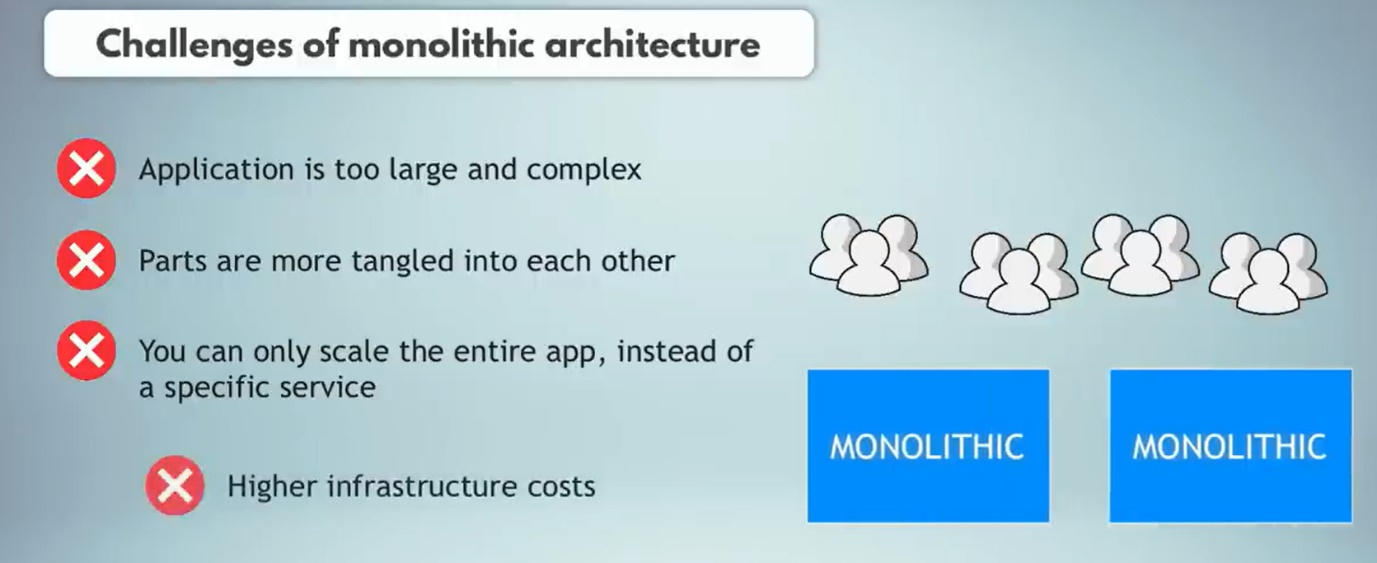 Challenges of monolithic architecture
Application is too large and complex
Parts are more tangled into each other
You can only scale the entire app, instead of
a specific service
Higher infrastructure costs
MONOLITHIC
MONOLITHIC